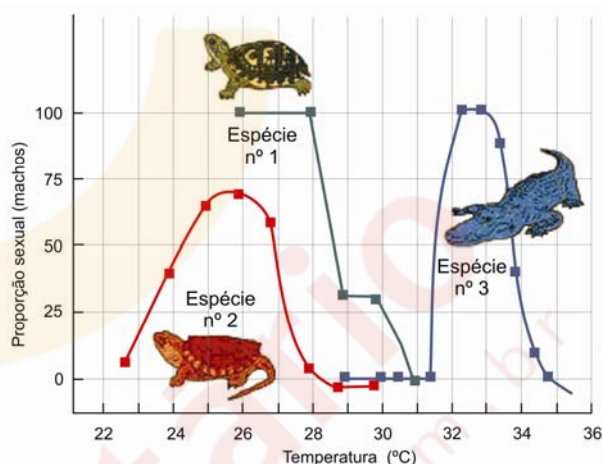 Proporção sexual (machos)
100
75
50
25
0
Espécie
nº 1
Espécie
nº 2
Espécie
nº 3
22 24 26 28 30 32 34 36
Temperatura (ºC)